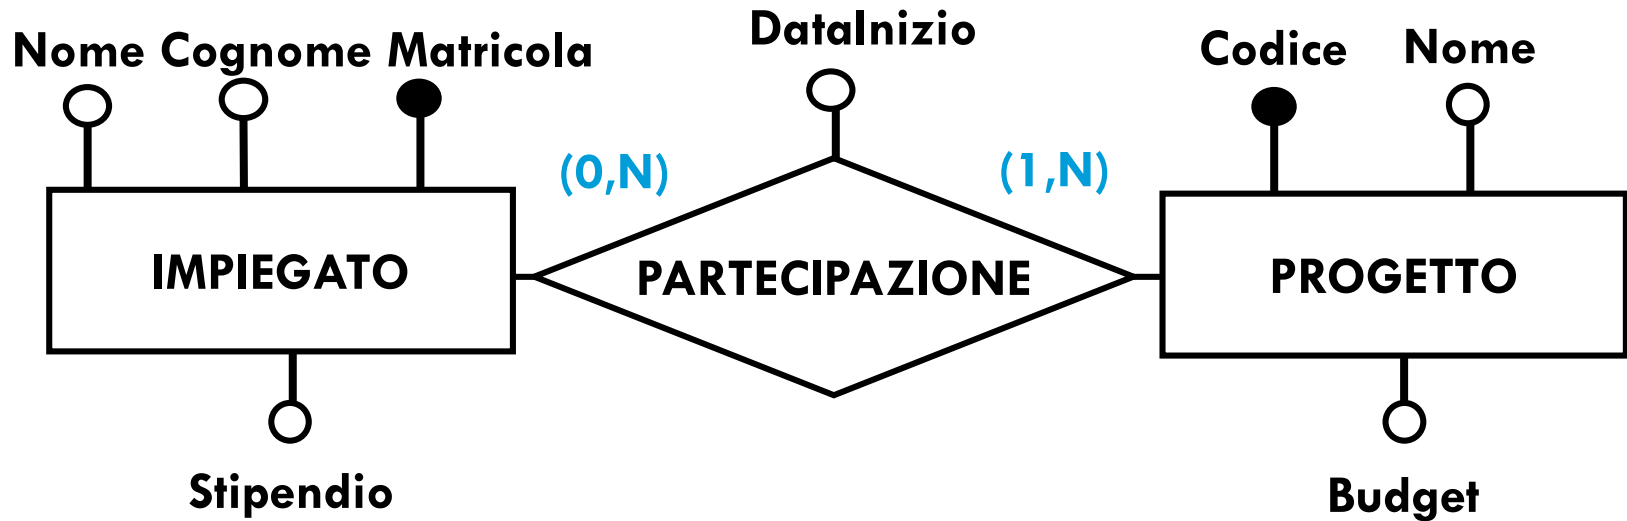 Nome Cognome Matricola
DataInizio
Codice
Nome
(0,N)
(1,N)
IMPIEGATO
PARTECIPAZIONE
PROGETTO
Stipendio
Budget